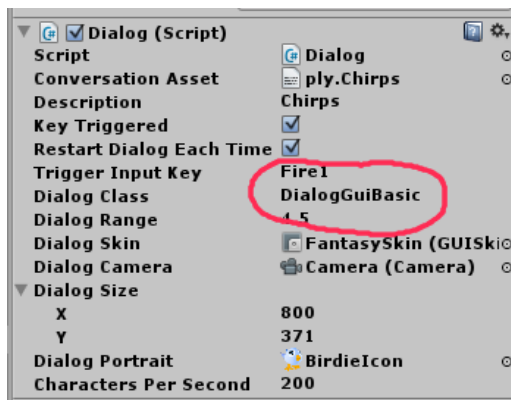 Dialog (Script)
Script Dialog
Conversation Asset ply.Chirps
Description Chirps
Key Triggered
Restart Dialog Each Time
Trigger Input Key Fire1
Dialog Class DialogGuiBasic
Dialog Range 4.5
Dialog Skin FantasySkin (GUISki
Dialog Camera Camera (Camera)
Dialog Size
X 800
Y 371
Dialog Portrait BirdieIcon
Characters Per Second 200